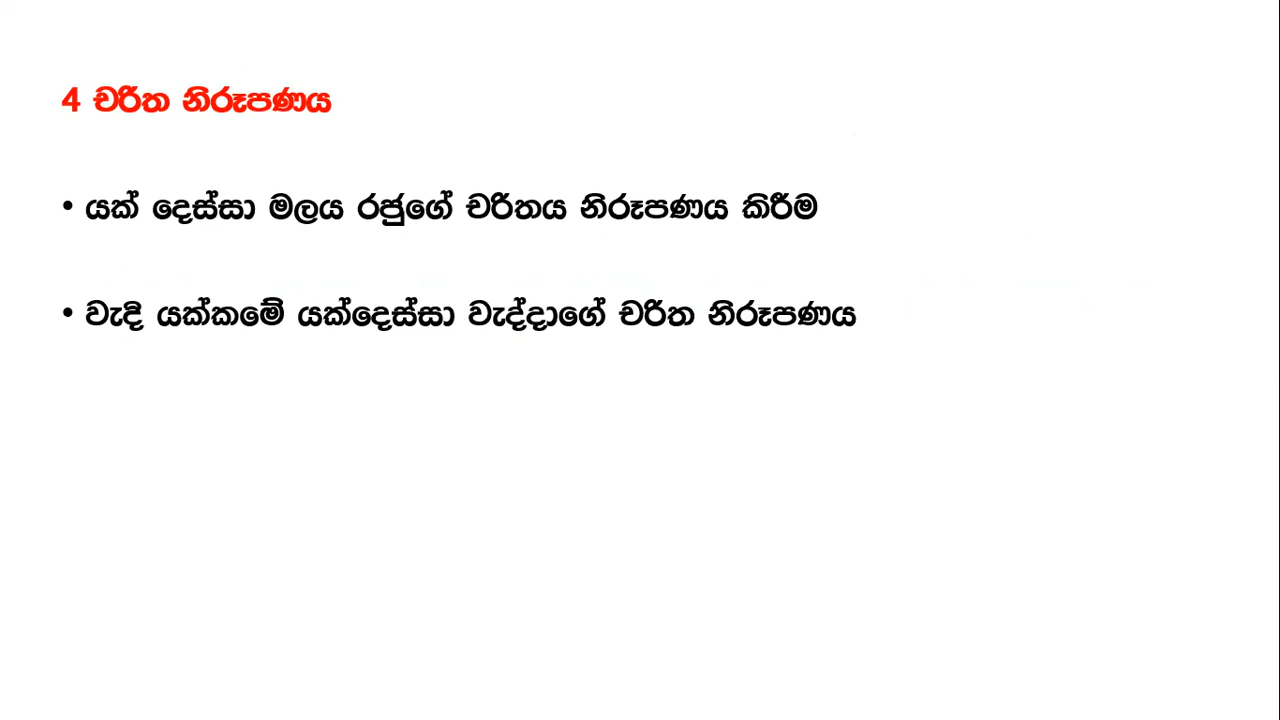 4 චරිත නිරූපණය
• යක් දෙස්සා මලය රජුගේ චරිතය නිරූපණය කිරීම
• වැදි යක්කමේ යක්දෙස්සා වැද්දාගේ චරිත නිරූපණය